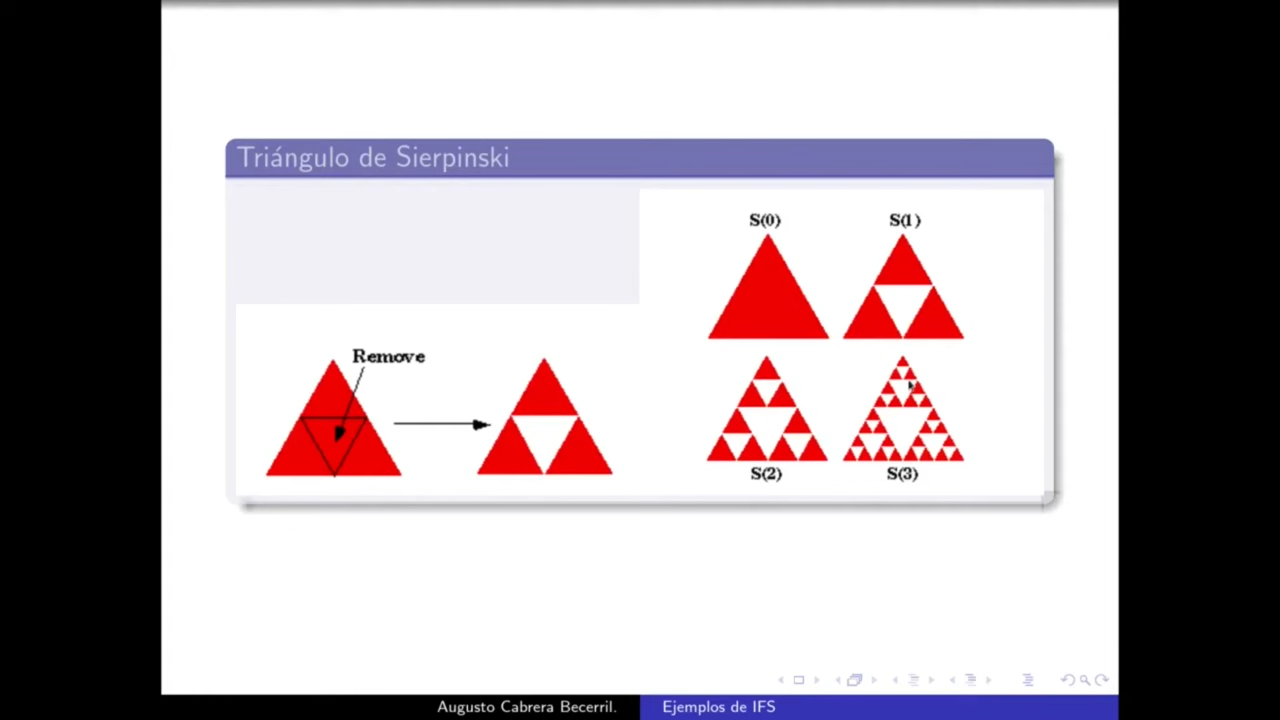 Triángulo de Sierpinski
Remove
S(0) S(1)
S(2) S(3)
Augusto Cabrera Becerril. Ejemplos de IFS